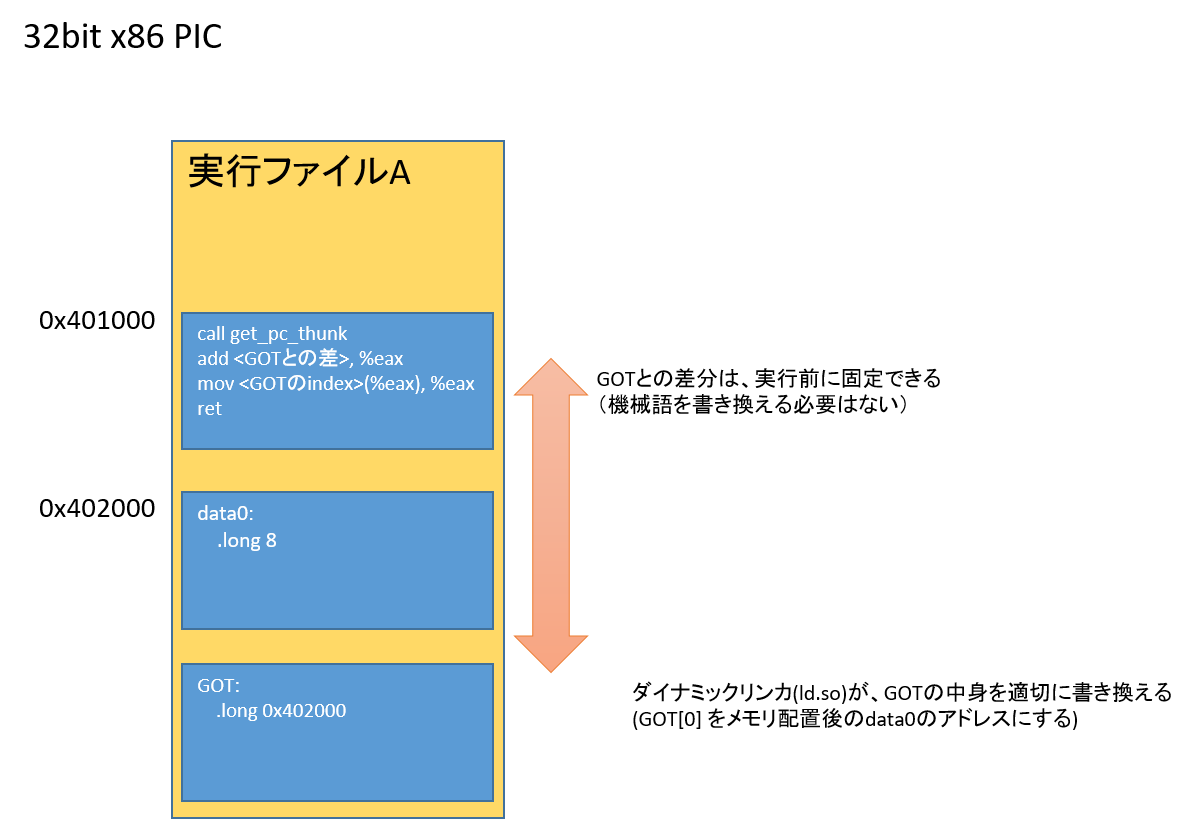 32bit x86 PIC
実行ファイルA
0x401000
call get_pc_thunk
add <GOTとの差>, %eax
mov <GOTのindex>(%eax), %eax
ret
GOTとの差分は、実行前に固定できる
（機械語を書き換える必要はない）
0x402000
data0:
.long 8
GOT:
.long 0x402000
ダイナミックリンカ(ld.so)が、GOTの中身を適切に書き換える
(GOT[0] をメモリ配置後のdata0のアドレスにする)